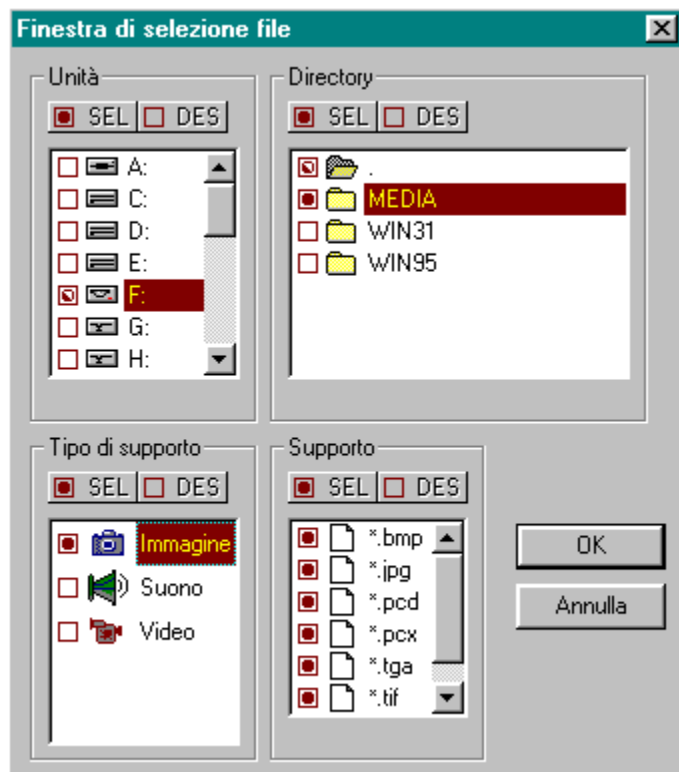 Finestra di selezione file
Unità
SEL DES
A:
C:
D:
E:
F:
G:
H:
Directory
SEL DES
.
MEDIA
WIN31
WIN95
Tipo di supporto
SEL DES
Immagine
Suono
Video
Supporto
SEL DES
*.bmp
*.jpg
*.pcd
*.pcx
*.tga
*.tif
OK
Annulla